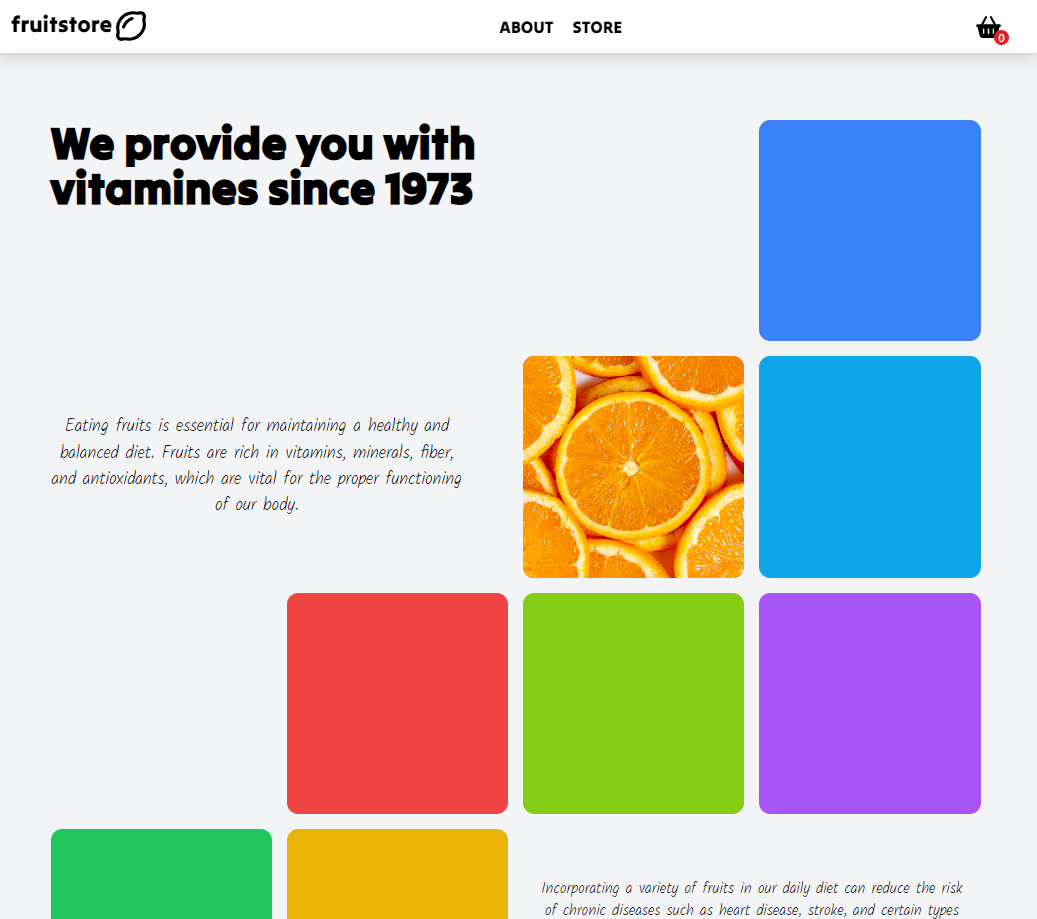 fruitstore
ABOUT STORE
0
We provide you with
vitamines since 1973
Eating fruits is essential for maintaining a healthy and
balanced diet. Fruits are rich in vitamins, minerals, fiber,
and antioxidants, which are vital for the proper functioning
of our body.
Incorporating a variety of fruits in our daily diet can reduce the risk
of chronic diseases such as heart disease, stroke, and certain types